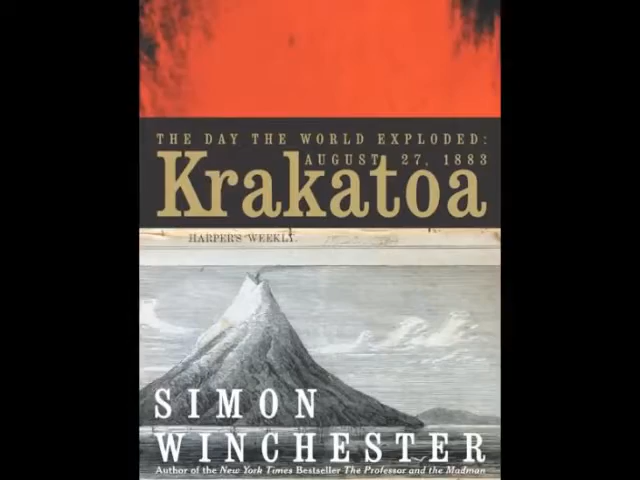 THE DAY THE WORLD EXPLODED:
AUGUST 27, 1883
Krakatoa
HARPER'S WEEKLY.
SIMON
WINCHESTER
Author of the New York Times Bestseller The Professor and the Madman